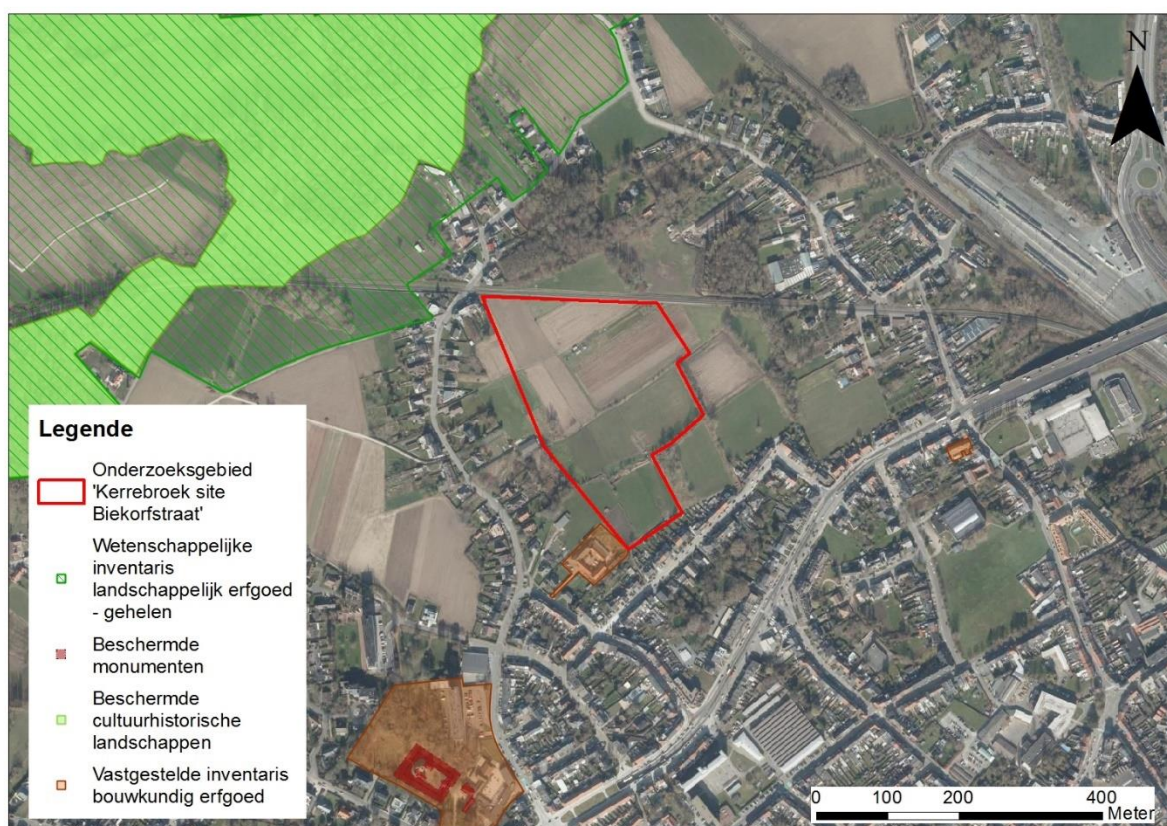 N
Legende
Onderzoeksgebied
'Kerrebroek site
Biekorfstraat'
Wetenschappelijke
inventaris
landschappelijk erfgoed
- gehelen
Beschermde
monumenten
Beschermde
cultuurhistorische
landschappen
Vastgestelde inventaris
bouwkundig erfgoed
0 100 200 400
Meter